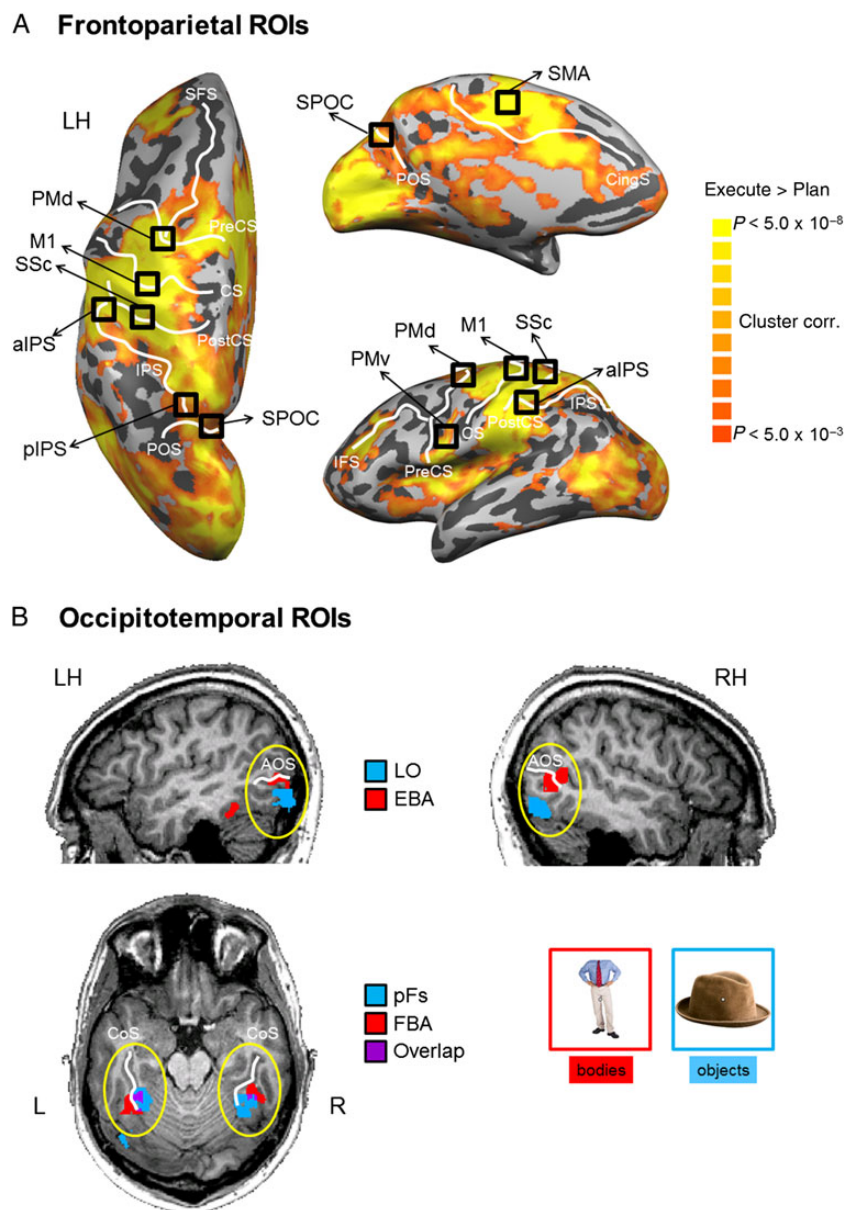 A Frontoparietal ROIs
LH
SFS
PMd
PreCS
M1
SSc
CS
PostCS
aIPS
IPS
SPOC
POS
pIPS
SMA
SPOC
POS
CingS
M1
SSc
PMd
PMv
aIPS
IPS
PostCS
CS
IFS
PreCS
Execute > Plan
P < 5.0 x 10⁻⁸
Cluster corr.
P < 5.0 x 10⁻³
B Occipitotemporal ROIs
LH
RH
AOS
AOS
LO
EBA
pFs
FBA
Overlap
CoS
CoS
L
R
bodies
objects